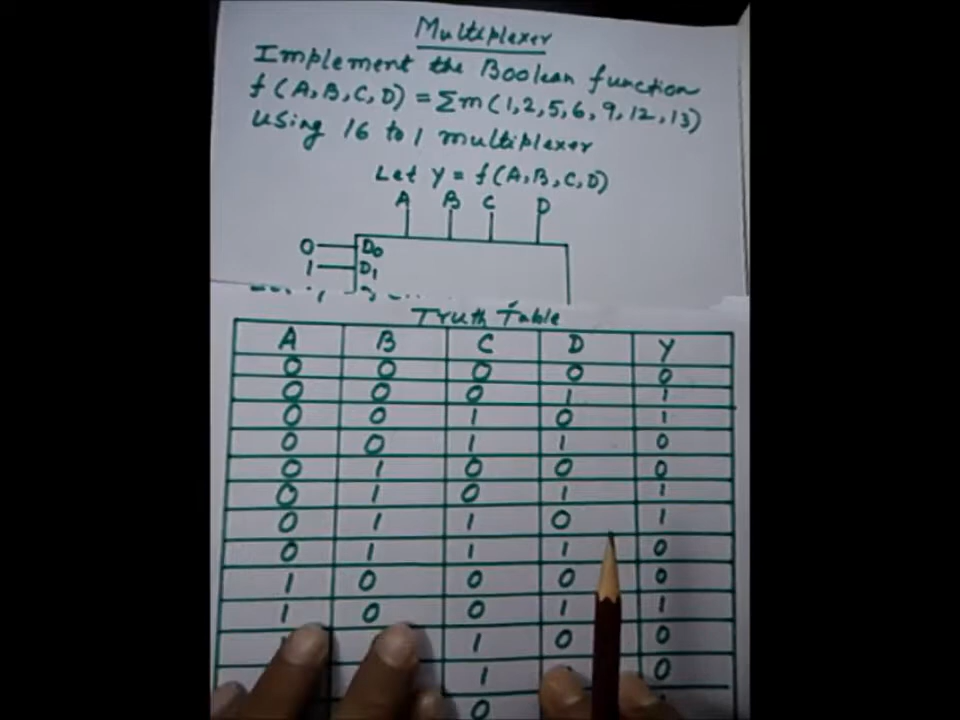 Multiplexer
Implement the Boolean function
f(A,B,C,D) = Σm(1,2,5,6,9,12,13)
using 16 to 1 multiplexer
Let Y = f(A,B,C,D)
A B C D
0 D0
1 D1
Truth Table
A B C D Y
0 0 0 0 0
0 0 0 1 1
0 0 1 0 1
0 0 1 1 0
0 1 0 0 0
0 1 0 1 1
0 1 1 0 1
0 1 1 1 0
1 0 0 0 0
1 0 0 1 1
1 0 0
1 0
0